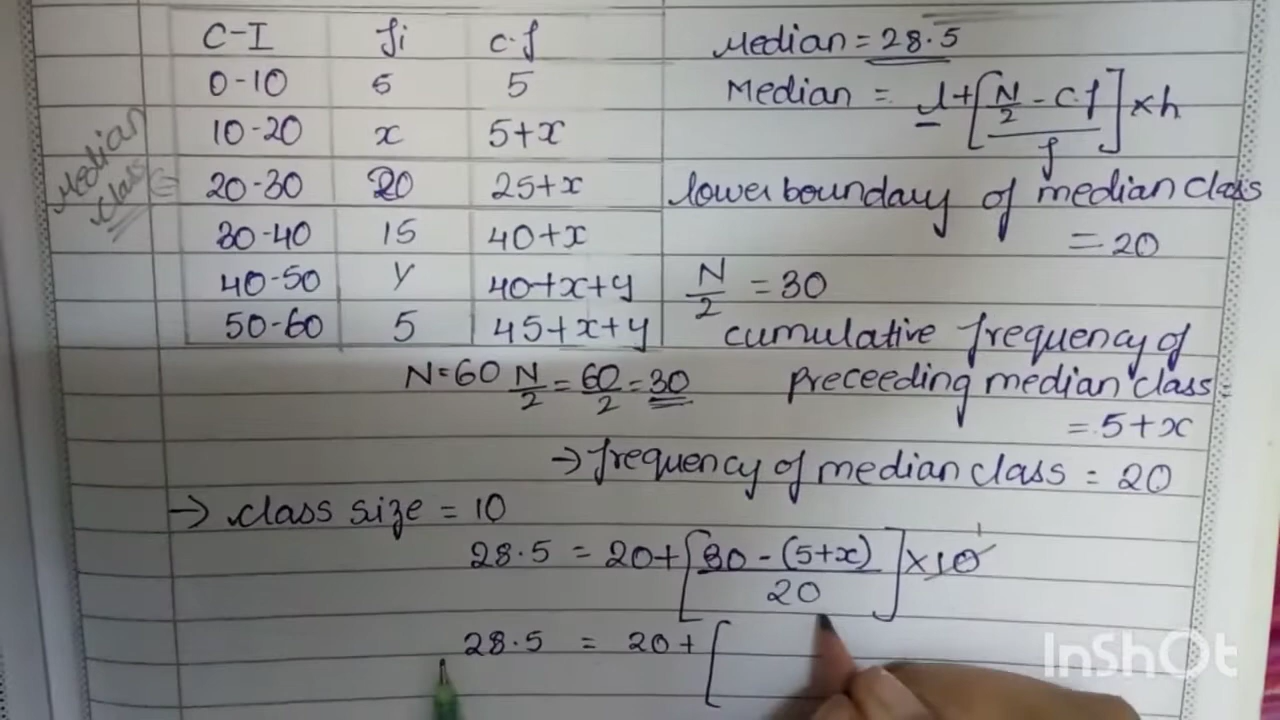 C-I fi c.f
0-10 5 5
10-20 x 5+x
20-30 20 25+x
30-40 15 40+x
40-50 y 40+x+y
50-60 5 45+x+y
Median class
N=60 N/2 = 60/2 = 30
Median = 28.5
Median = l+[N/2 - c.f / f] ×h
lower boundary of median class
= 20
N/2 = 30
cumulative frequency of
preceeding median class =
= 5+x
→ frequency of median class = 20
→ class size = 10
28.5 = 20+[30-(5+x) / 20] ×10 1
28.5 = 20+[
InShOt